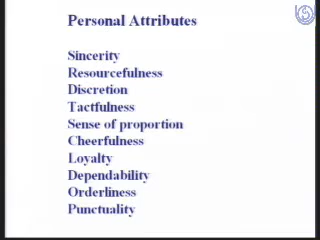 Personal Attributes
Sincerity
Resourcefulness
Discretion
Tactfulness
Sense of proportion
Cheerfulness
Loyalty
Dependability
Orderliness
Punctuality